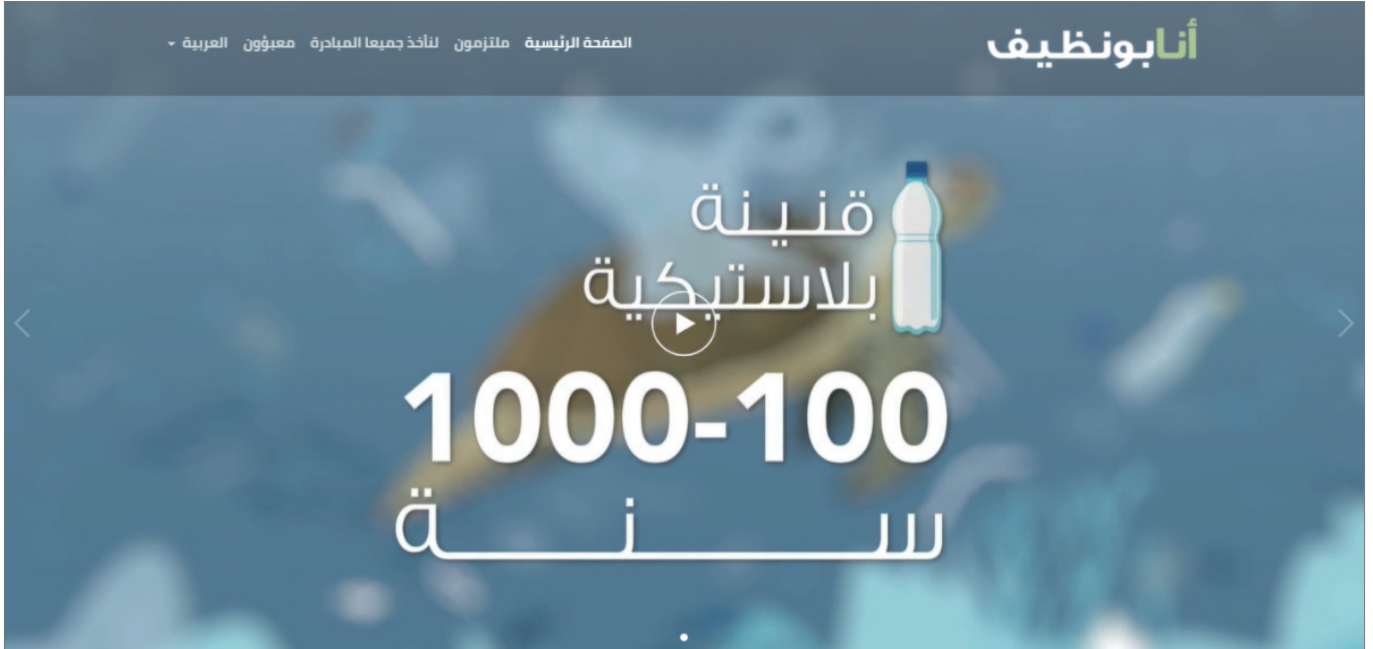 أنابونظيف
الصفحة الرئيسية ملتزمون لنأخذ جميعا المبادرة معبؤون العربية
قنينة
بلاستيكية
1000-100
سنة